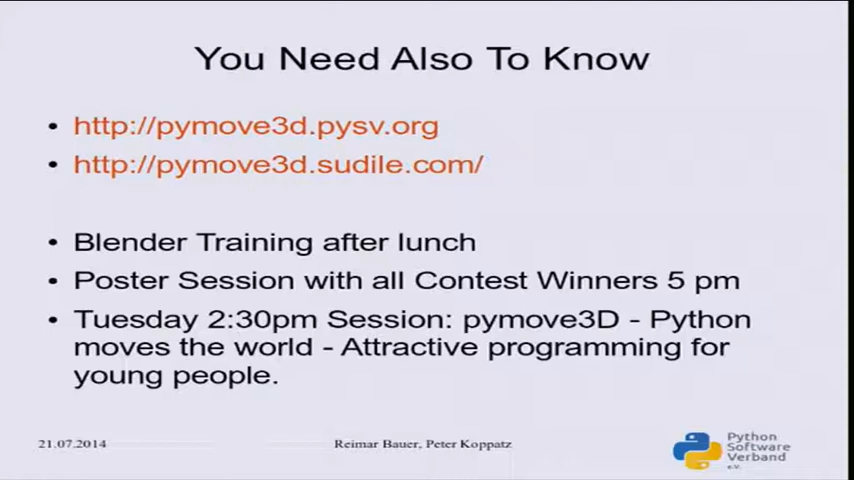 You Need Also To Know
• http://pymove3d.pysv.org
• http://pymove3d.sudile.com/
• Blender Training after lunch
• Poster Session with all Contest Winners 5 pm
• Tuesday 2:30pm Session: pymove3D - Python
moves the world - Attractive programming for
young people.
21.07.2014
Reimar Bauer, Peter Koppatz
Python
Software
Verband
e.V.